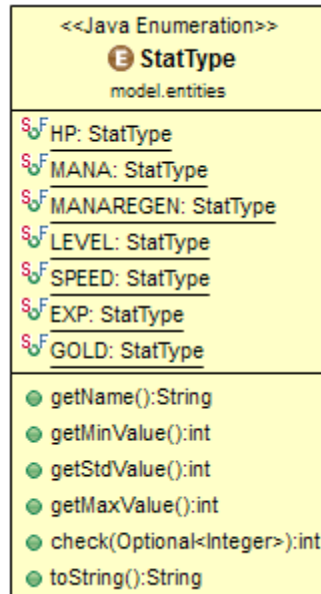 <<Java Enumeration>>
E StatType
model.entities
S F HP: StatType
S F MANA: StatType
S F MANAREGEN: StatType
S F LEVEL: StatType
S F SPEED: StatType
S F EXP: StatType
S F GOLD: StatType
getName():String
getMinValue():int
getStdValue():int
getMaxValue():int
check(Optional<Integer>):int
toString():String